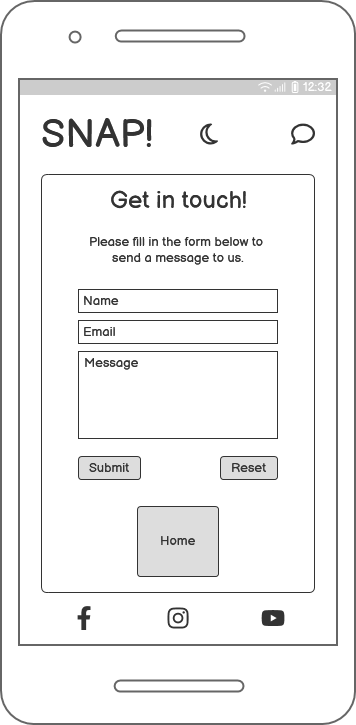 12:32
SNAP!
Get in touch!
Please fill in the form below to
send a message to us.
Name
Email
Message
Submit
Reset
Home